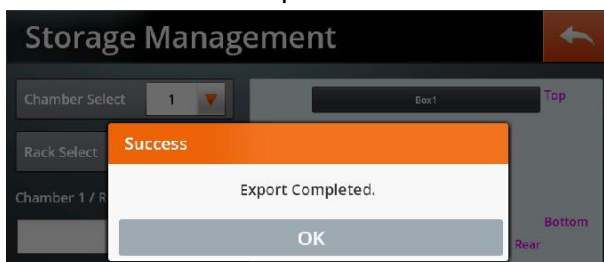 Storage Management
Chamber Select 1
Box1
Top
Rack Select
Success
Chamber 1 / R
Export Completed.
OK
Bottom
Rear